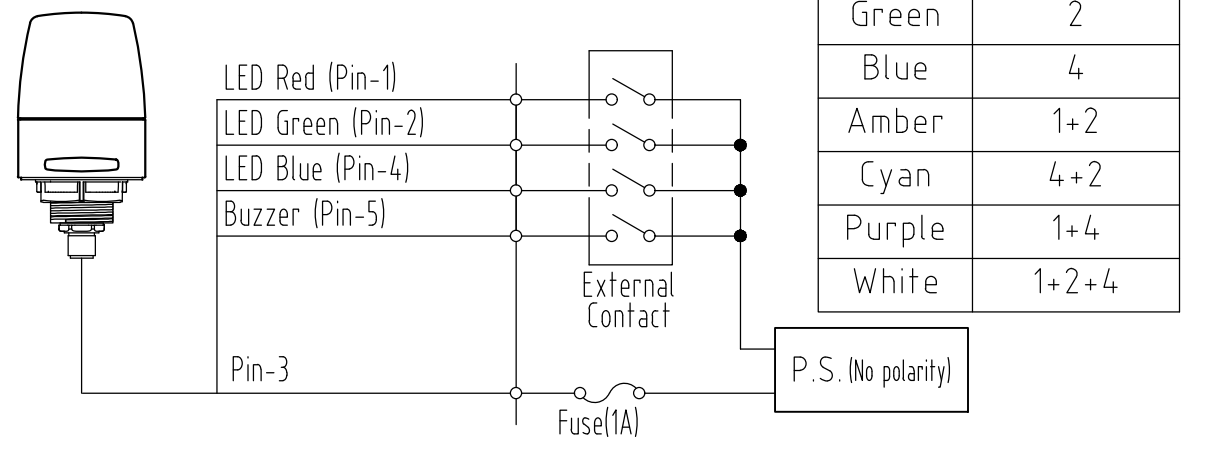 LED Red (Pin-1)
LED Green (Pin-2)
LED Blue (Pin-4)
Buzzer (Pin-5)
External
Contact
Pin-3
Fuse(1A)
P.S. (No polarity)
Green 2
Blue 4
Amber 1+2
Cyan 4+2
Purple 1+4
White 1+2+4